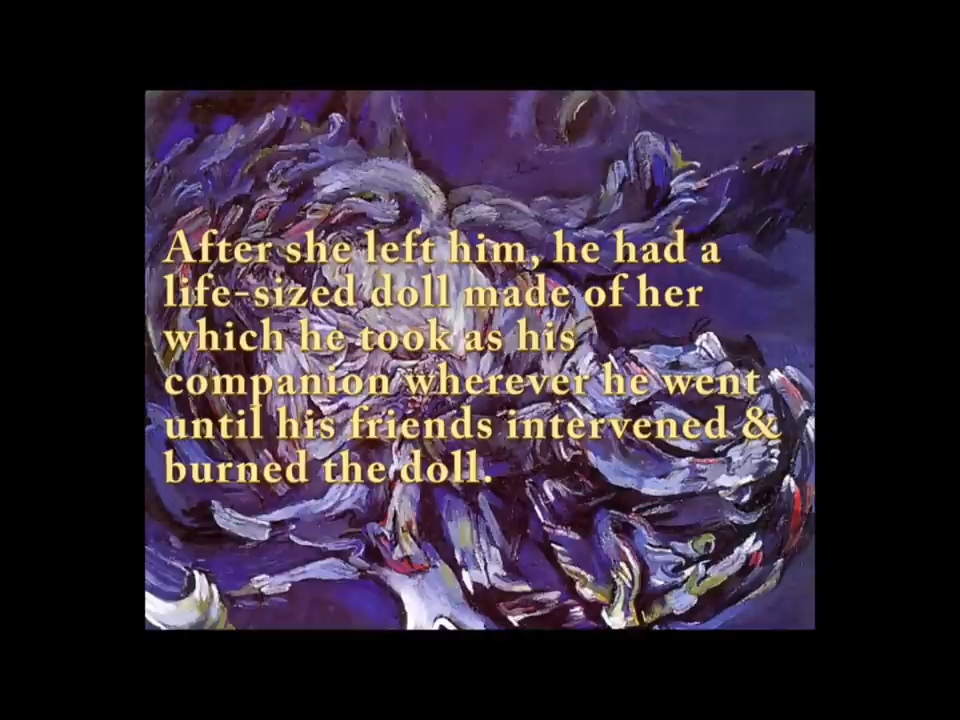 After she left him, he had a
life-sized doll made of her
which he took as his
companion wherever he went
until his friends intervened &
burned the doll.